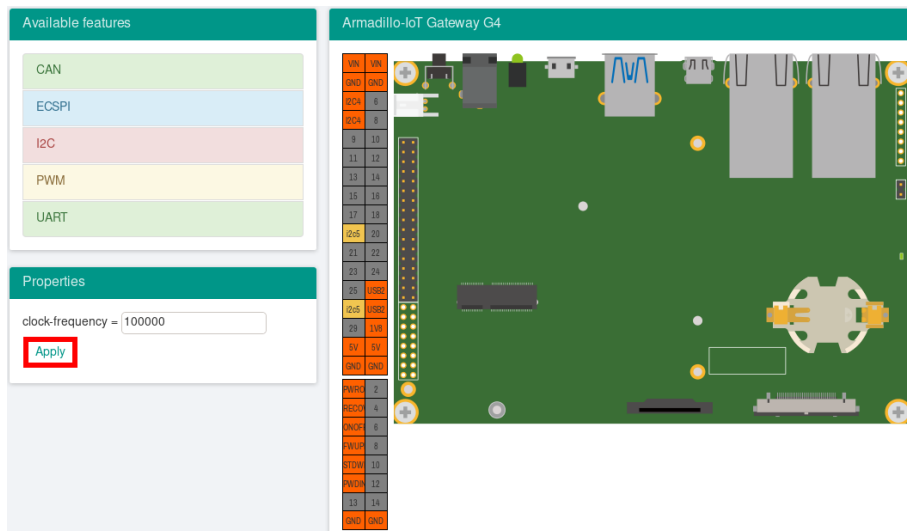 Available features
CAN
ECSPI
I2C
PWM
UART
Properties
clock-frequency = 100000
Apply
Armadillo-IoT Gateway G4
VIN VIN
GND GND
I2C4 6
I2C4 8
9 10
11 12
13 14
15 16
17 18
i2c5 20
21 22
23 24
25 USB2
i2c5 USB2
29 1V8
5V 5V
GND GND
PWRO 2
RECO 4
ONOF 6
FWUP 8
STDW 10
PWDIN 12
13 14
GND GND